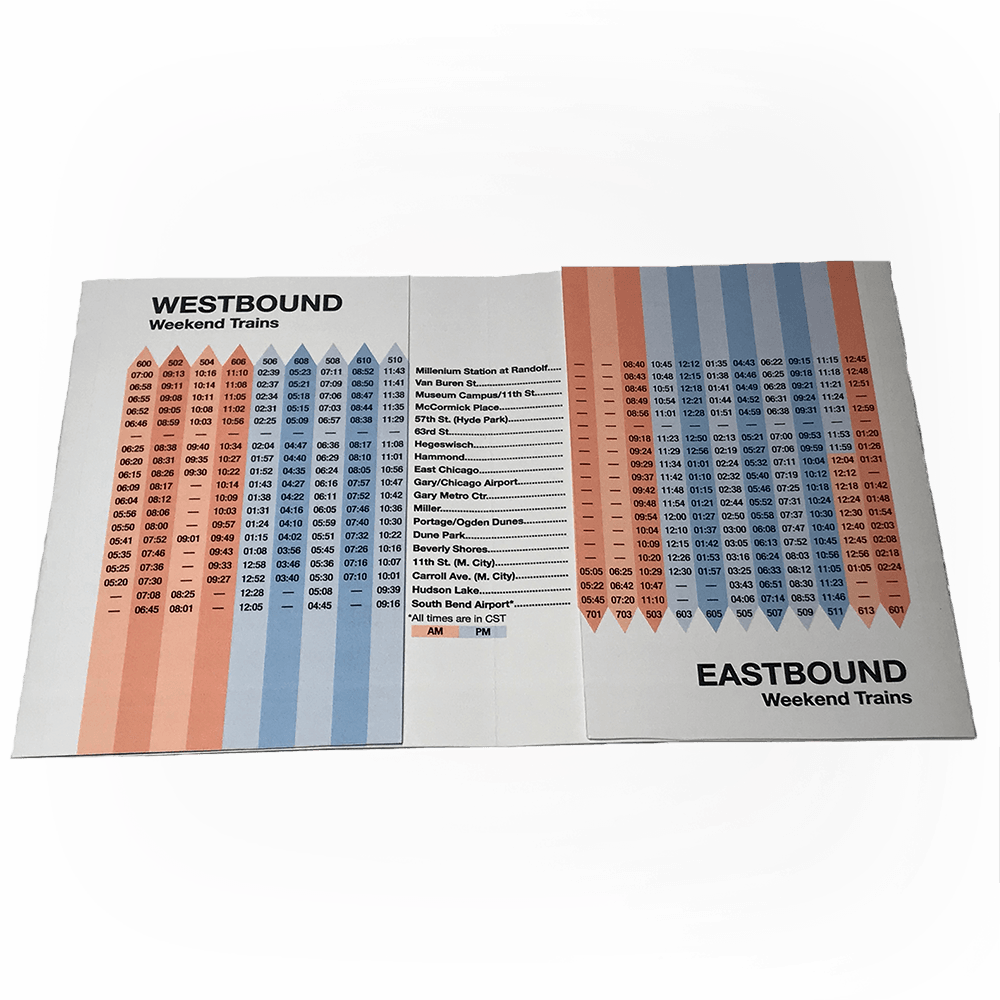 WESTBOUND
Weekend Trains
600 502 504 606 506 608 508 610 510
07:00 09:13 10:16 11:10 02:39 05:23 07:11 08:52 11:43
06:58 09:11 10:14 11:08 02:37 05:21 07:09 08:50 11:41
06:55 09:08 10:11 11:05 02:34 05:18 07:06 08:47 11:38
06:52 09:05 10:08 11:02 02:31 05:15 07:03 08:44 11:35
06:46 08:59 10:03 10:56 02:25 05:09 06:57 08:38 11:29
— — — — — — — — —
06:25 08:38 09:40 10:34 02:04 04:47 06:36 08:17 11:08
06:20 08:31 09:35 10:27 01:57 04:40 06:29 08:10 11:01
06:15 08:26 09:30 10:22 01:52 04:35 06:24 08:05 10:56
06:09 08:17 — 10:14 01:43 04:27 06:16 07:57 10:47
06:04 08:12 — 10:09 01:38 04:22 06:11 07:52 10:42
05:56 08:06 — 10:03 01:31 04:16 06:05 07:46 10:36
05:50 08:00 — 09:57 01:24 04:10 05:59 07:40 10:30
05:41 07:52 09:01 09:49 01:15 04:02 05:51 07:32 10:22
05:35 07:46 — 09:43 01:08 03:56 05:45 07:26 10:16
05:25 07:36 — 09:33 12:58 03:46 05:36 07:16 10:07
05:20 07:30 — 09:27 12:52 03:40 05:30 07:10 10:01
— 07:08 08:25 — 12:28 — 05:08 — 09:39
— 06:45 08:01 — 12:05 — 04:45 — 09:16
Millenium Station at Randolf.....
Van Buren St.....
Museum Campus/11th St.....
McCormick Place.....
57th St. (Hyde Park).....
63rd St.....
Hegeswisch.....
Hammond.....
East Chicago.....
Gary/Chicago Airport.....
Gary Metro Ctr.....
Miller.....
Portage/Ogden Dunes.....
Dune Park.....
Beverly Shores.....
11th St. (M. City).....
Carroll Ave. (M. City).....
Hudson Lake.....
South Bend Airport*.....
*All times are in CST
AM PM
— — 08:40 10:45 12:12 01:35 04:43 06:22 09:15 11:15 12:45
— — 08:43 10:48 12:15 01:38 04:46 06:25 09:18 11:18 12:48
— — 08:46 10:51 12:18 01:41 04:49 06:28 09:21 11:21 12:51
— — 08:49 10:54 12:21 01:44 04:52 06:31 09:24 11:24 —
— — 08:56 11:01 12:28 01:51 04:59 06:38 09:31 11:31 12:59
— — — — — — — — — — —
— — 09:18 11:23 12:50 02:13 05:21 07:00 09:53 11:53 01:20
— — 09:24 11:29 12:56 02:19 05:27 07:06 09:59 11:59 01:26
— — 09:29 11:34 01:01 02:24 05:32 07:11 10:04 12:04 01:31
— — 09:37 11:42 01:10 02:32 05:40 07:19 10:12 12:12 —
— — 09:42 11:48 01:15 02:38 05:46 07:25 10:18 12:18 01:42
— — 09:48 11:54 01:21 02:44 05:52 07:31 10:24 12:24 01:48
— — 09:54 12:00 01:27 02:50 05:58 07:37 10:30 12:30 01:54
— — 10:04 12:10 01:37 03:00 06:08 07:47 10:40 12:40 02:03
— — 10:09 12:15 01:42 03:05 06:13 07:52 10:45 12:45 02:08
— — 10:20 12:26 01:53 03:16 06:24 08:03 10:56 12:56 02:18
05:05 06:25 10:29 12:30 01:57 03:25 06:33 08:12 11:05 01:05 02:24
05:22 06:42 10:47 — — 03:43 06:51 08:30 11:23 — —
05:45 07:20 11:10 — — 04:06 07:14 08:53 11:46 — —
701 703 503 603 605 505 507 509 511 613 601
EASTBOUND
Weekend Trains